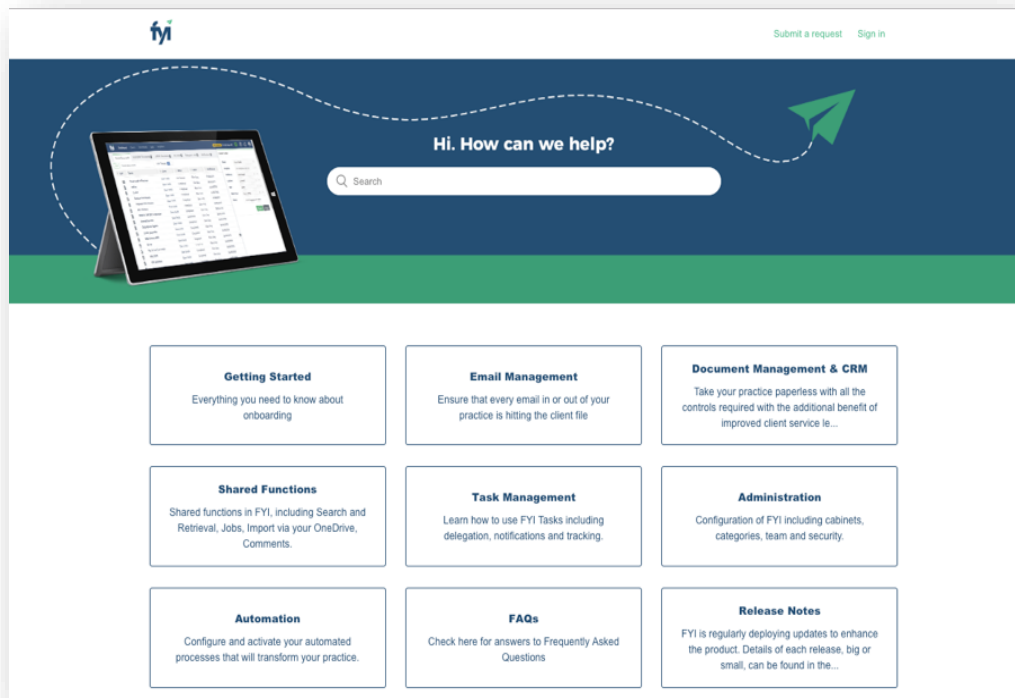 fyi
Submit a request Sign in
Hi. How can we help?
Search
Getting Started
Everything you need to know about
onboarding
Email Management
Ensure that every email in or out of your
practice is hitting the client file
Document Management & CRM
Take your practice paperless with all the
controls required with the additional benefit of
improved client service le...
Shared Functions
Shared functions in FYI, including Search and
Retrieval, Jobs, Import via your OneDrive,
Comments.
Task Management
Learn how to use FYI Tasks including
delegation, notifications and tracking.
Administration
Configuration of FYI including cabinets,
categories, team and security.
Automation
Configure and activate your automated
processes that will transform your practice.
FAQs
Check here for answers to Frequently Asked
Questions
Release Notes
FYI is regularly deploying updates to enhance
the product. Details of each release, big or
small, can be found in the...